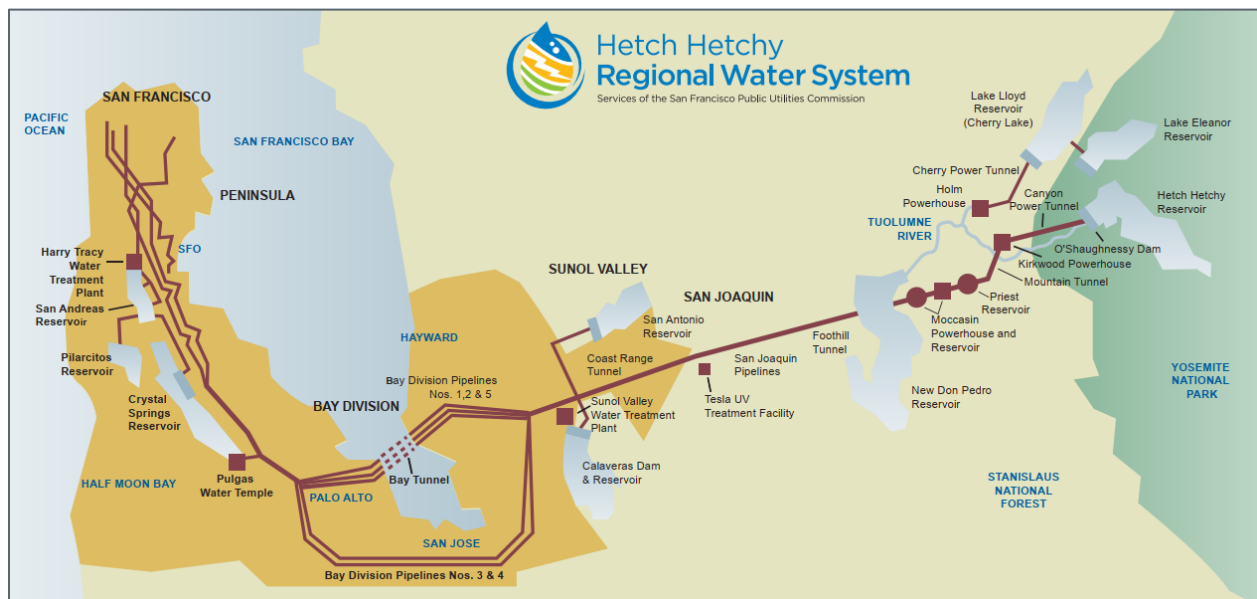 Hetch Hetchy
Regional Water System
Services of the San Francisco Public Utilities Commission
SAN FRANCISCO
PACIFIC
OCEAN
SAN FRANCISCO BAY
PENINSULA
SFO
Harry Tracy
Water
Treatment
Plant
San Andreas
Reservoir
Pilarcitos
Reservoir
Crystal
Springs
Reservoir
HALF MOON BAY
Pulgas
Water Temple
PALO ALTO
SAN JOSE
Bay Division Pipelines Nos. 3 & 4
BAY DIVISION
Bay Tunnel
Bay Division Pipelines
Nos. 1,2 & 5
HAYWARD
SUNOL VALLEY
San Antonio
Reservoir
Coast Range
Tunnel
Sunol Valley
Water Treatment
Plant
Calaveras Dam
& Reservoir
SAN JOAQUIN
San Joaquin
Pipelines
Tesla UV
Treatment Facility
Foothill
Tunnel
New Don Pedro
Reservoir
Moccasin
Powerhouse and
Reservoir
Priest
Reservoir
Mountain Tunnel
Kirkwood Powerhouse
O'Shaughnessy Dam
Hetch Hetchy
Reservoir
Canyon
Power Tunnel
TUOLUMNE
RIVER
Holm
Powerhouse
Cherry Power Tunnel
Lake Lloyd
Reservoir
(Cherry Lake)
Lake Eleanor
Reservoir
YOSEMITE
NATIONAL
PARK
STANISLAUS
NATIONAL
FOREST